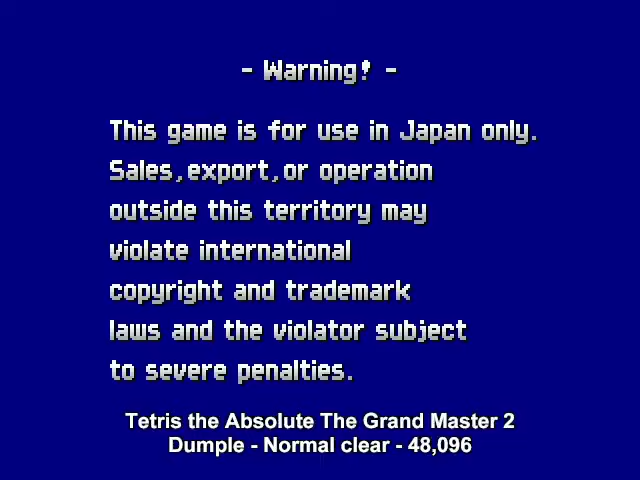 - Warning! -
This game is for use in Japan only.
Sales,export,or operation
outside this territory may
violate international
copyright and trademark
laws and the violator subject
to severe penalties.
Tetris the Absolute The Grand Master 2
Dumple - Normal clear - 48,096